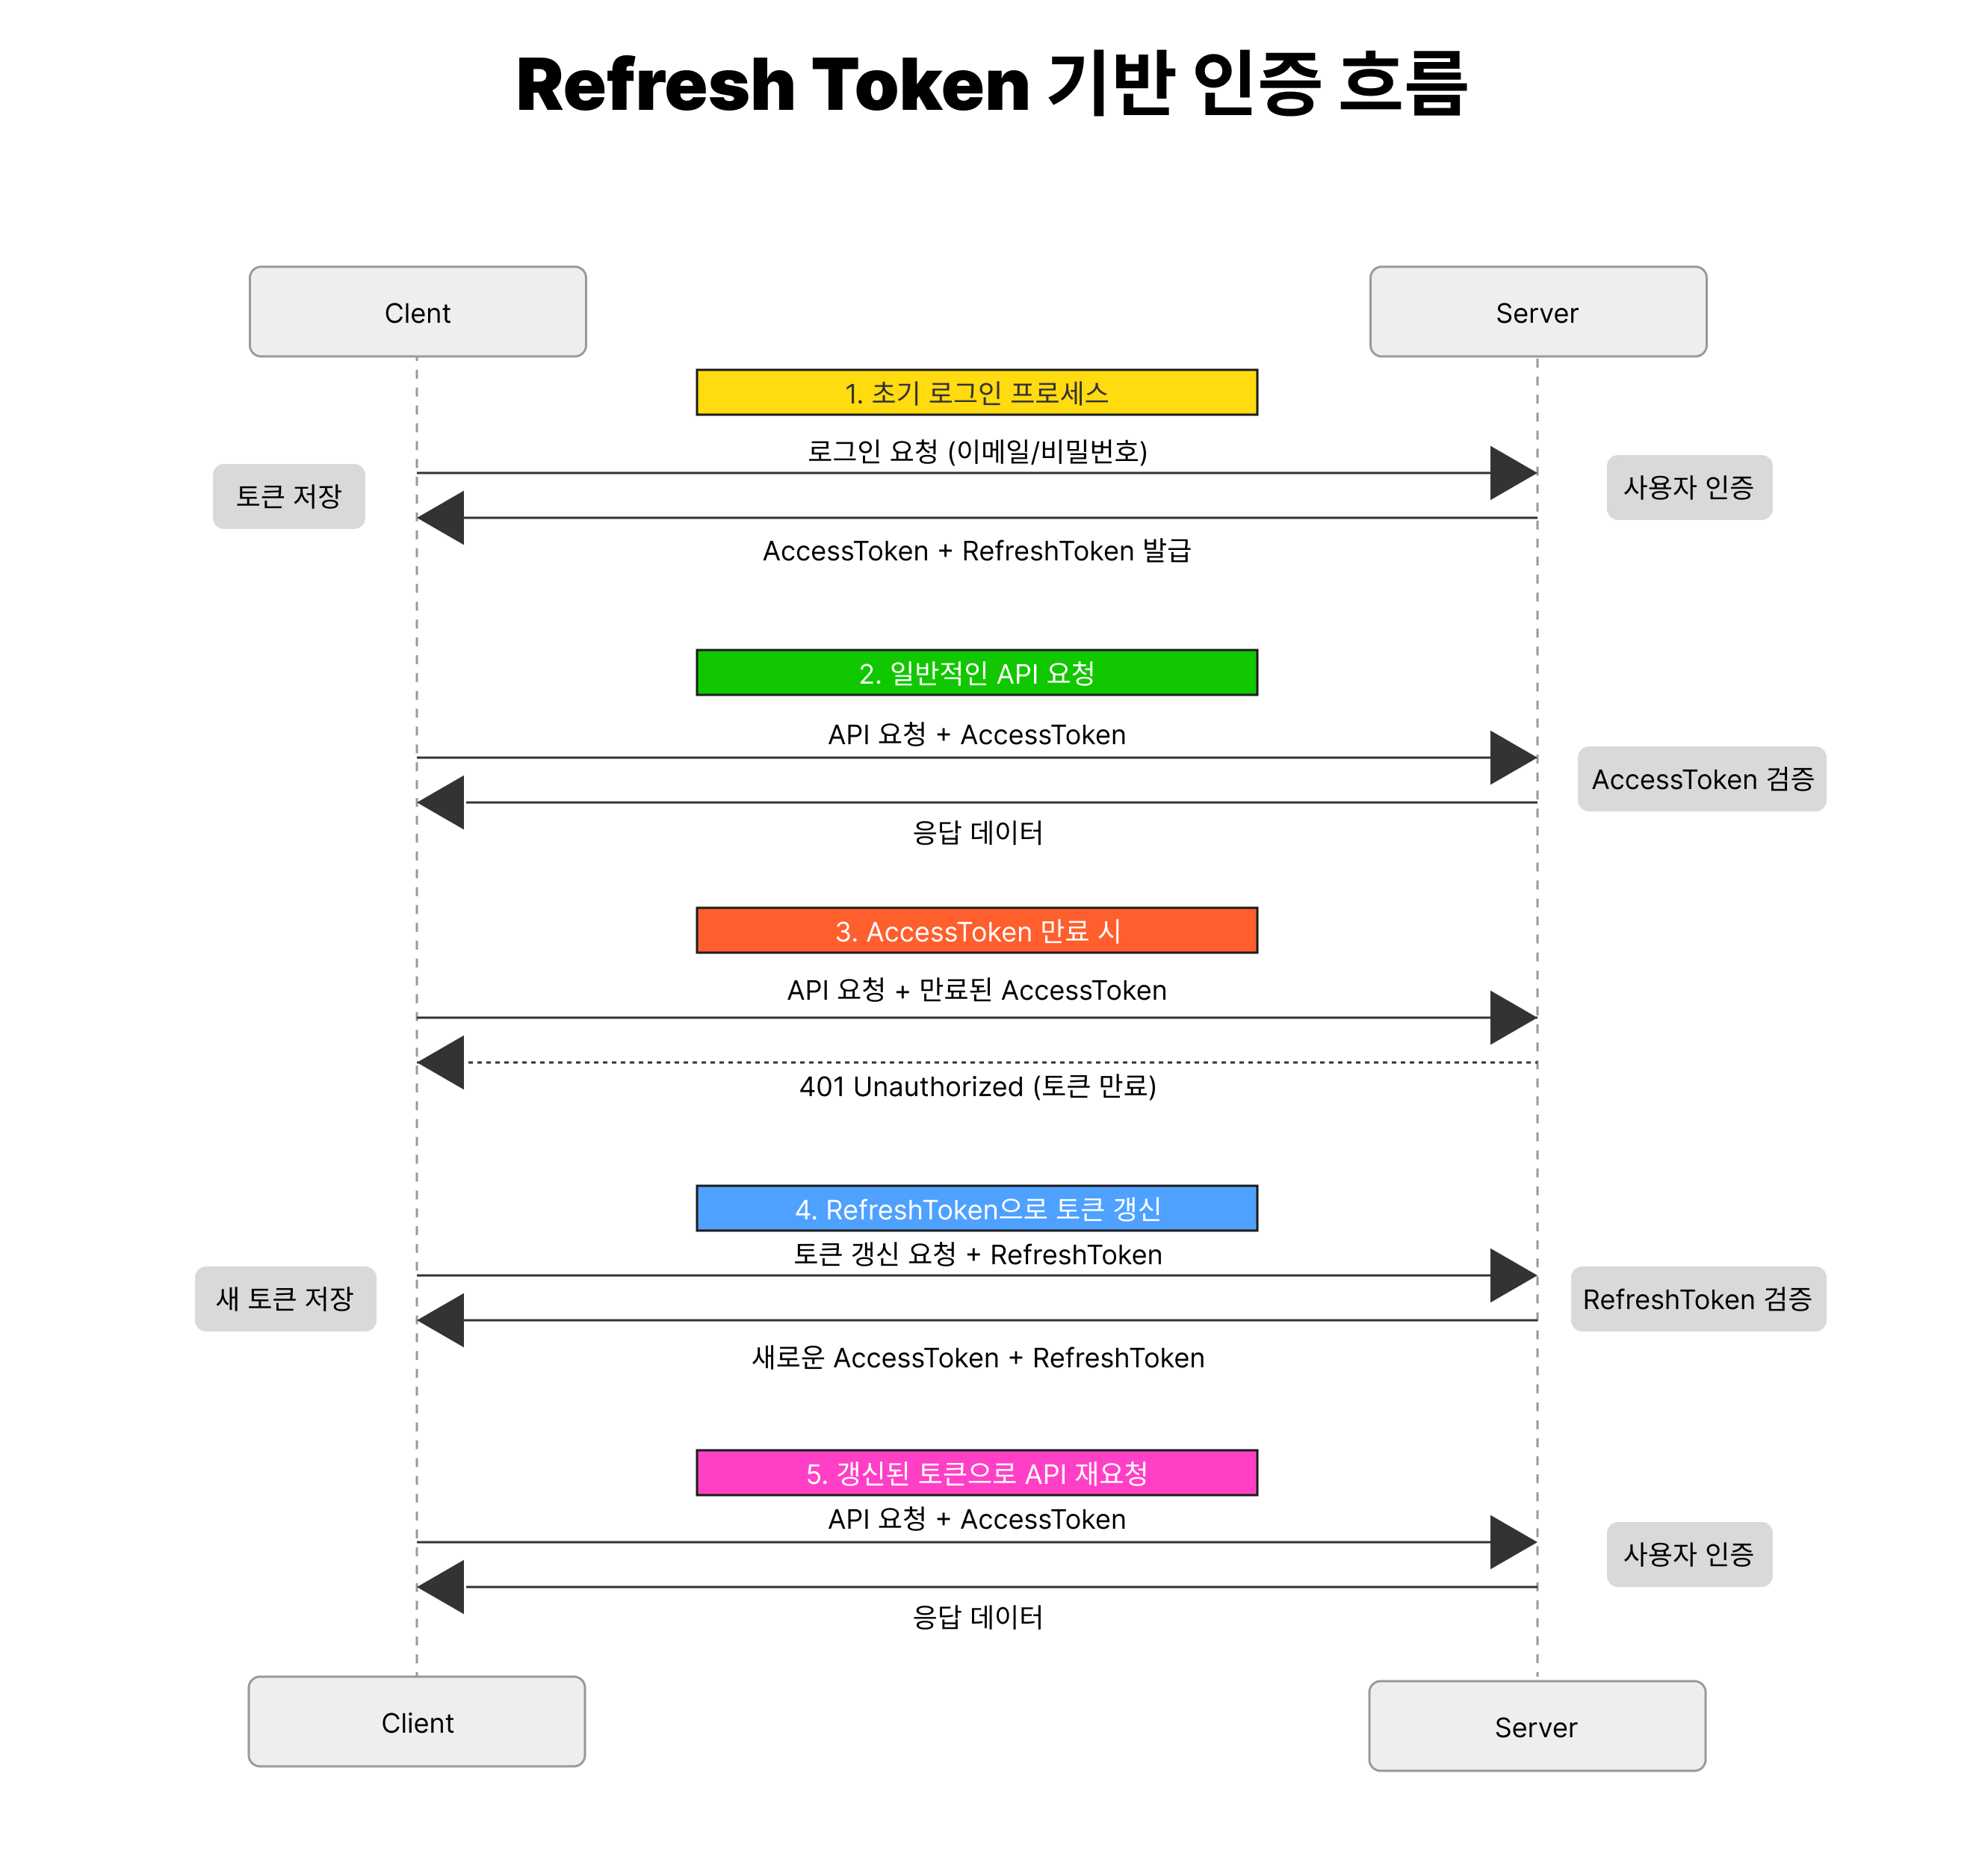 Refresh Token 기반 인증 흐름
Clent
Server
1. 초기 로그인 프로세스
로그인 요청 (이메일/비밀번호)
토큰 저장
사용자 인증
AccessToken + RefreshToken 발급
2. 일반적인 API 요청
API 요청 + AccessToken
AccessToken 검증
응답 데이터
3. AccessToken 만료 시
API 요청 + 만료된 AccessToken
401 Unauthorized (토큰 만료)
4. RefreshToken으로 토큰 갱신
토큰 갱신 요청 + RefreshToken
새 토큰 저장
RefreshToken 검증
새로운 AccessToken + RefreshToken
5. 갱신된 토큰으로 API 재요청
API 요청 + AccessToken
사용자 인증
응답 데이터
Client
Server